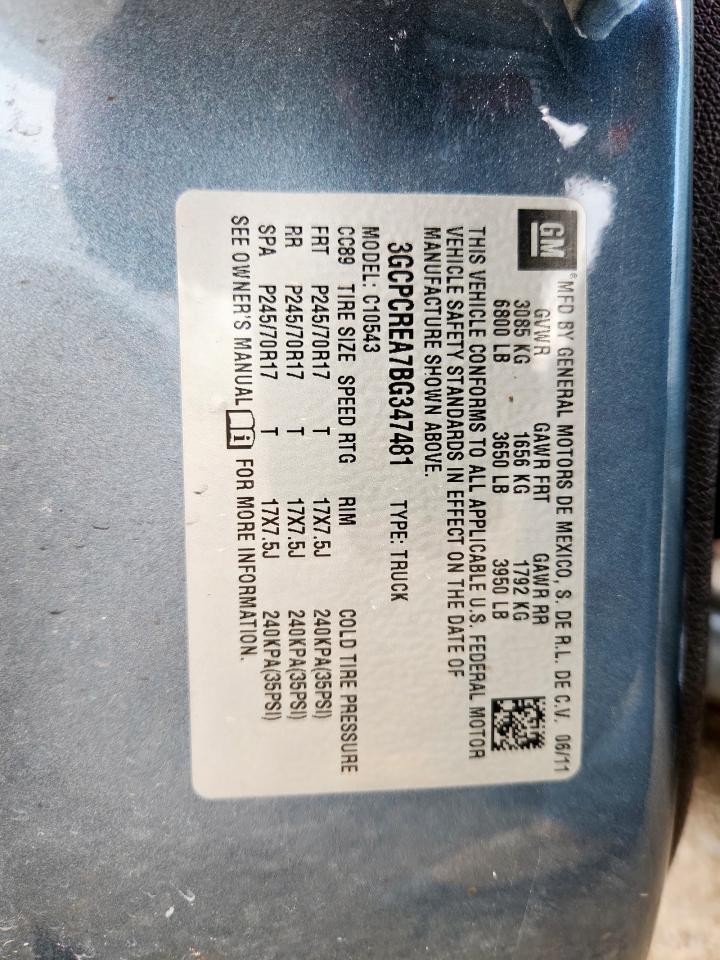 GM ® MFD BY GENERAL MOTORS DE MEXICO, S. DE R.L. DE C.V. 06/11
GVWR GAWR FRT GAWR RR
3085 KG 1656 KG 1792 KG
6800 LB 3650 LB 3950 LB
THIS VEHICLE CONFORMS TO ALL APPLICABLE U.S. FEDERAL MOTOR
VEHICLE SAFETY STANDARDS IN EFFECT ON THE DATE OF
MANUFACTURE SHOWN ABOVE.
3GCPCREA7BG347481 TYPE: TRUCK
MODEL: C10543
CC89 TIRE SIZE SPEED RTG RIM COLD TIRE PRESSURE
FRT P245/70R17 T 17X7.5J 240KPA(35PSI)
RR P245/70R17 T 17X7.5J 240KPA(35PSI)
SPA P245/70R17 T 17X7.5J 240KPA(35PSI)
SEE OWNER'S MANUAL i FOR MORE INFORMATION.